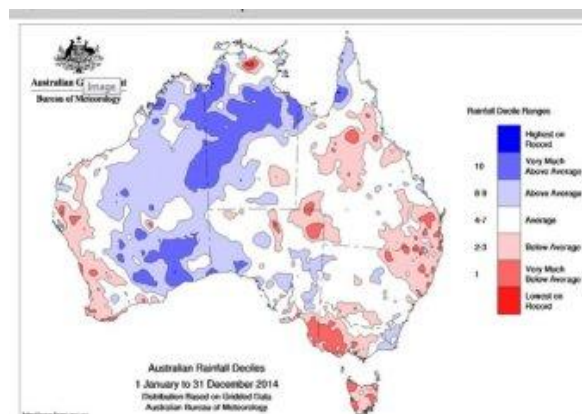 Australian G
Image
Bureau of Meteorology
Rainfall Decile Ranges
Highest on
Record
10
Very Much
Above Average
8-9
Above Average
4-7
Average
2-3
Below Average
1
Very Much
Below Average
Lowest on
Record
Australian Rainfall Deciles
1 January to 31 December 2014
Distribution Based on Gridded Data
Australian Bureau of Meteorology